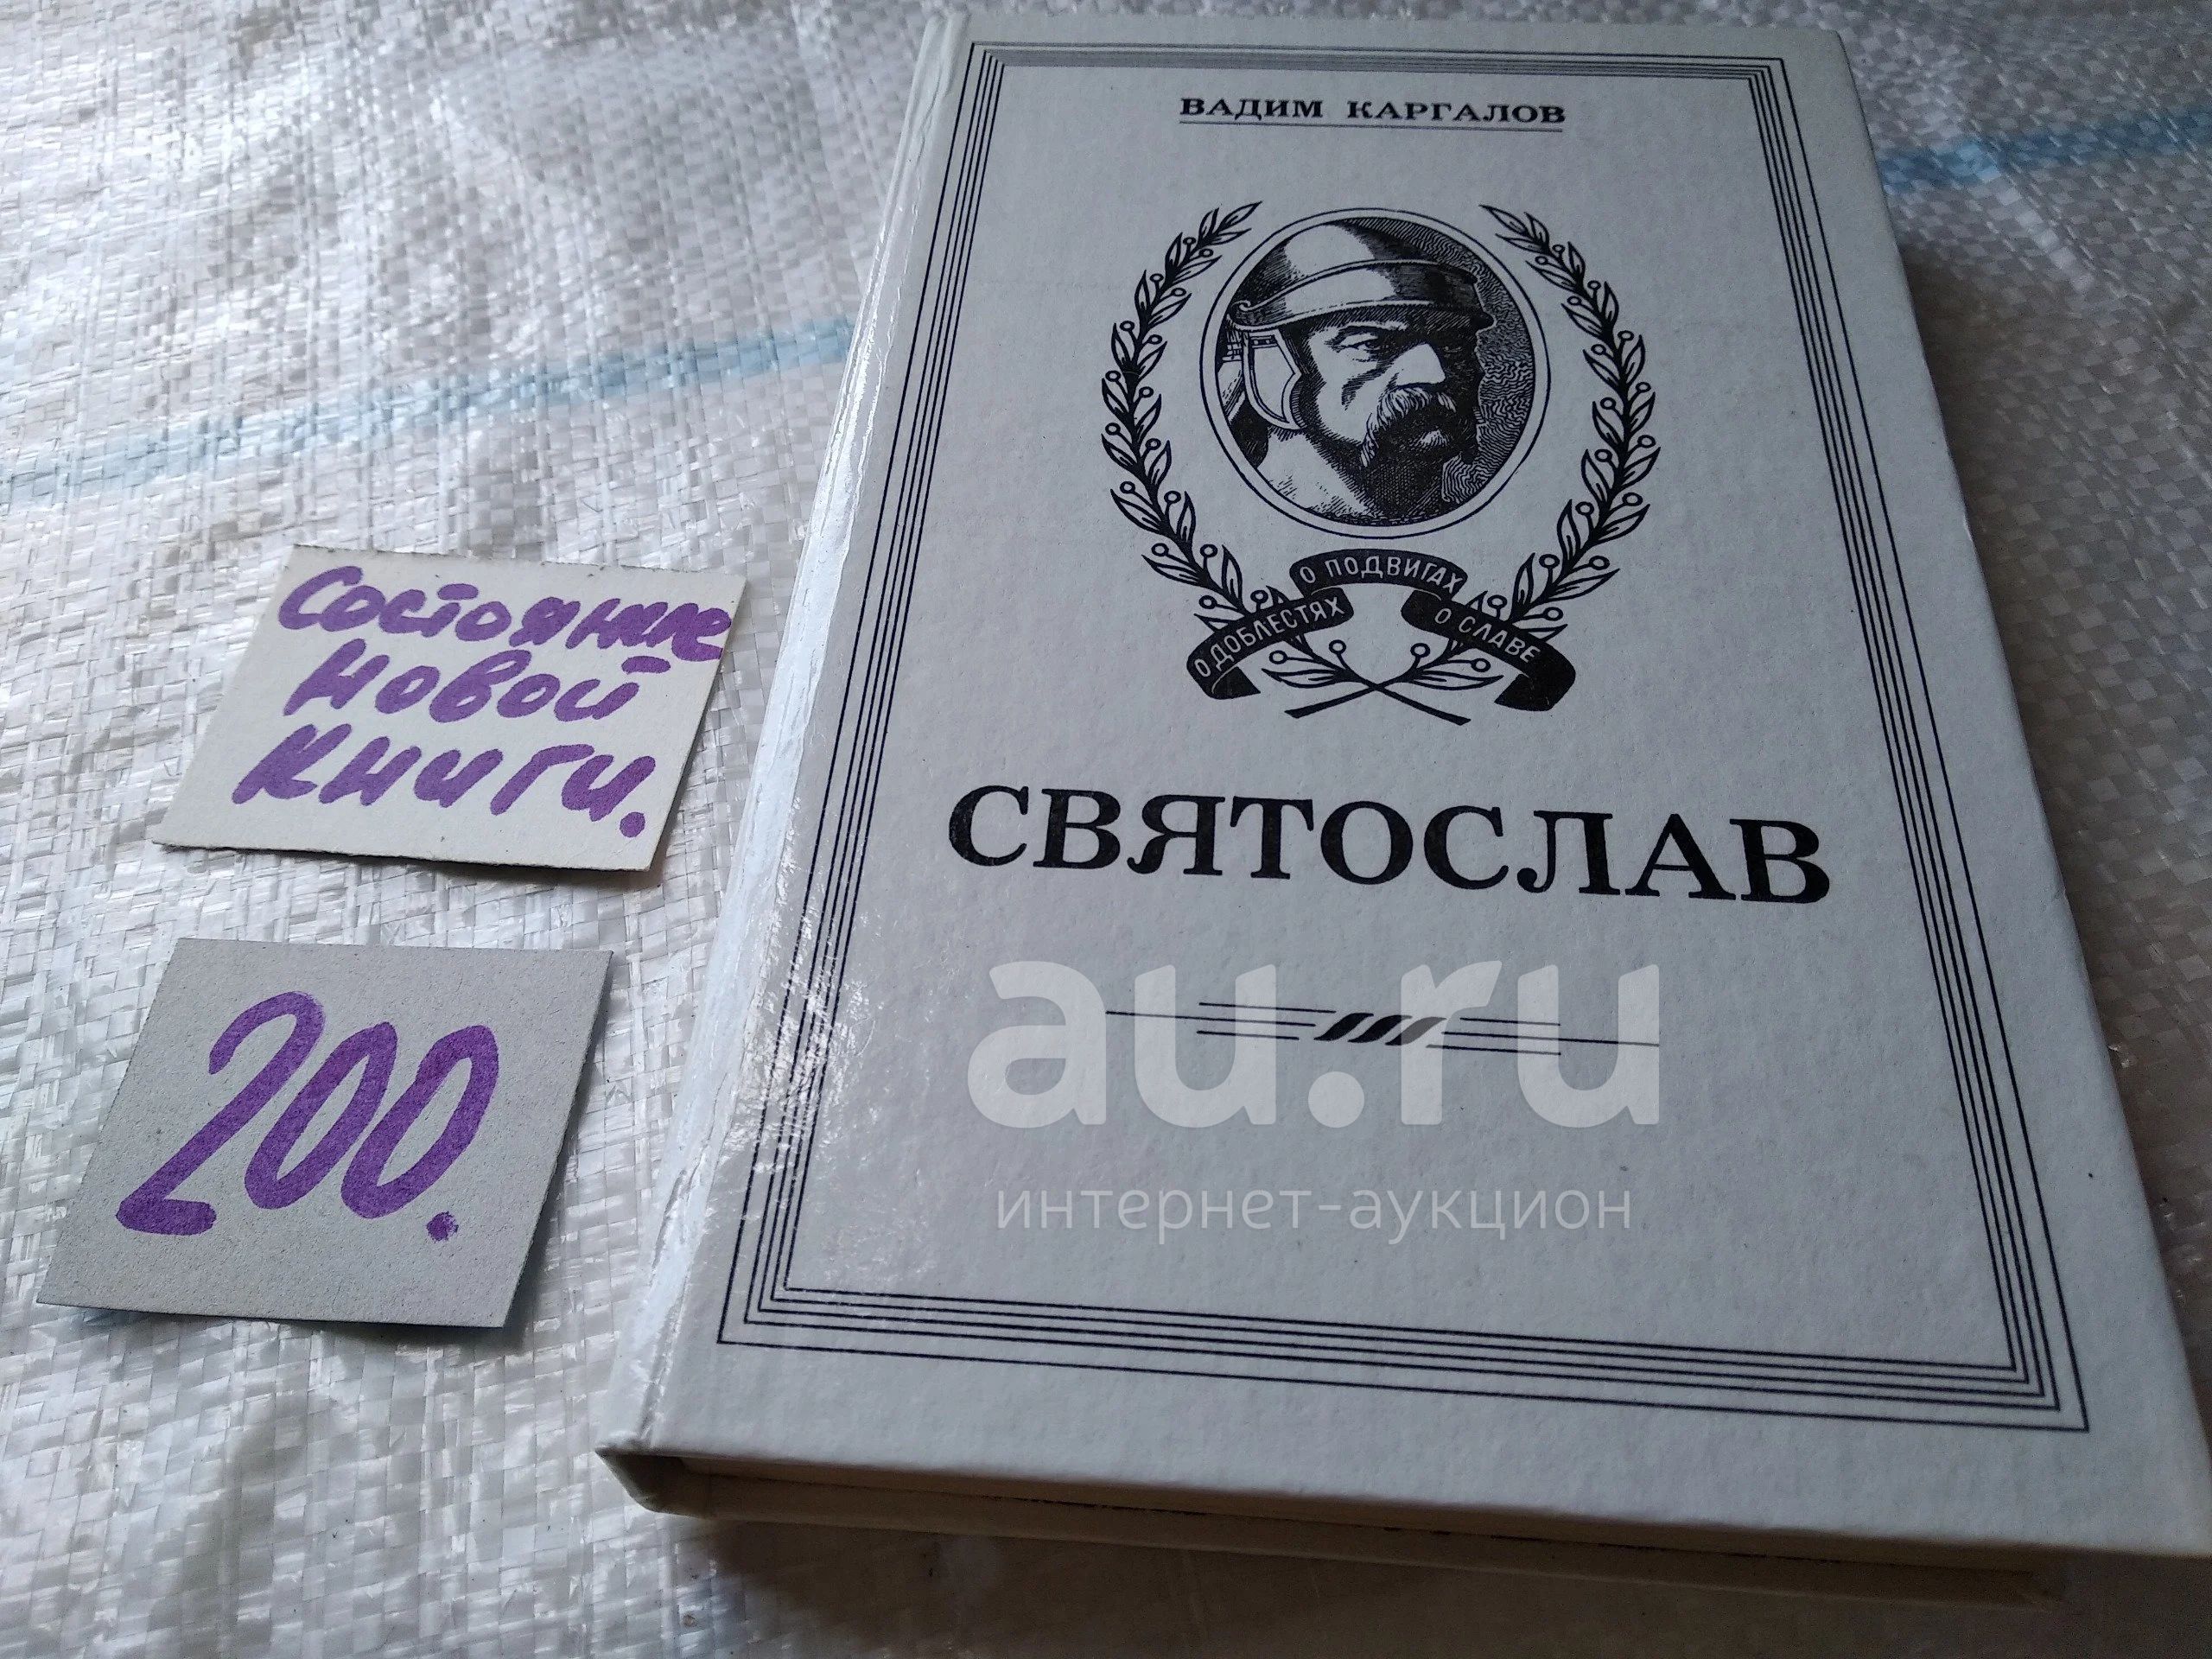 ВАДИМ КАРГАЛОВ
О ДОБЛЕСТЯХ
О ПОДВИГАХ
О СЛАВЕ
СВЯТОСЛАВ
Состояние
новой
книги.
200.
au.ru
интернет-аукцион